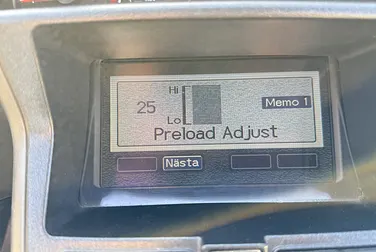 Hi
25
Memo 1
Lo
Preload Adjust
Nästa